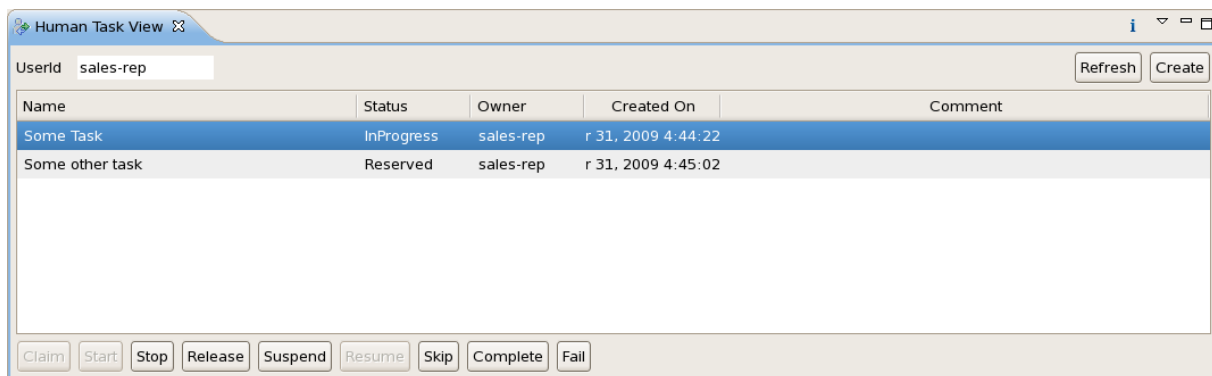 Human Task View
i
UserId sales-rep Refresh Create
Name Status Owner Created On Comment
Some Task InProgress sales-rep r 31, 2009 4:44:22
Some other task Reserved sales-rep r 31, 2009 4:45:02
Claim Start Stop Release Suspend Resume Skip Complete Fail